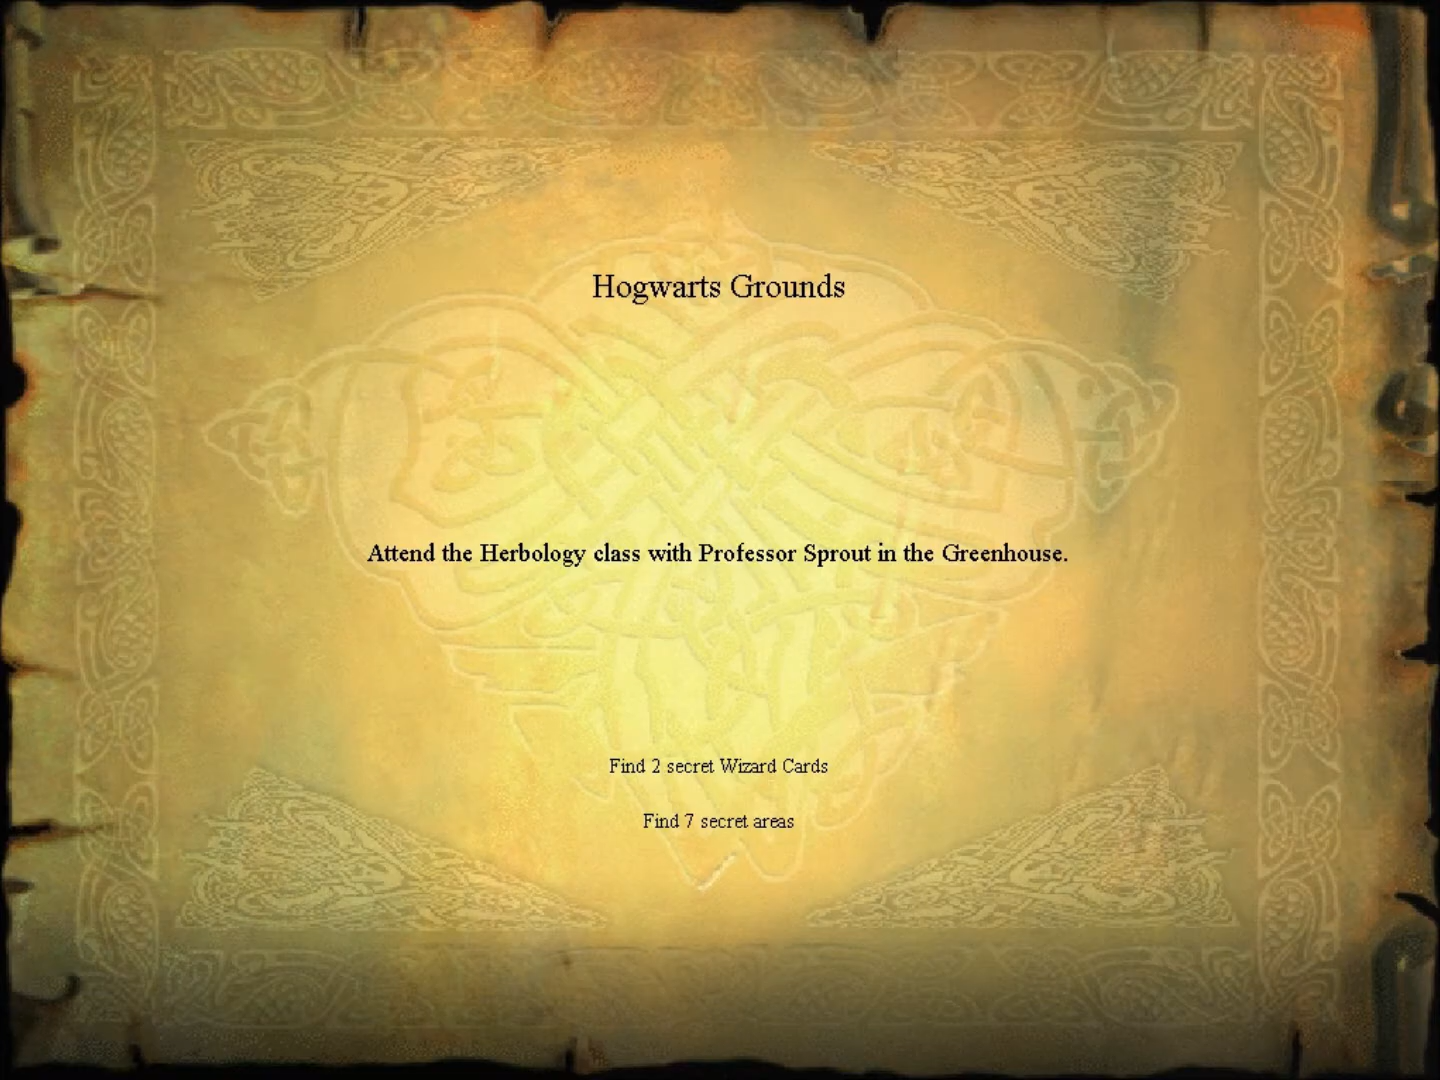 Hogwarts Grounds
Attend the Herbology class with Professor Sprout in the Greenhouse.
Find 2 secret Wizard Cards
Find 7 secret areas